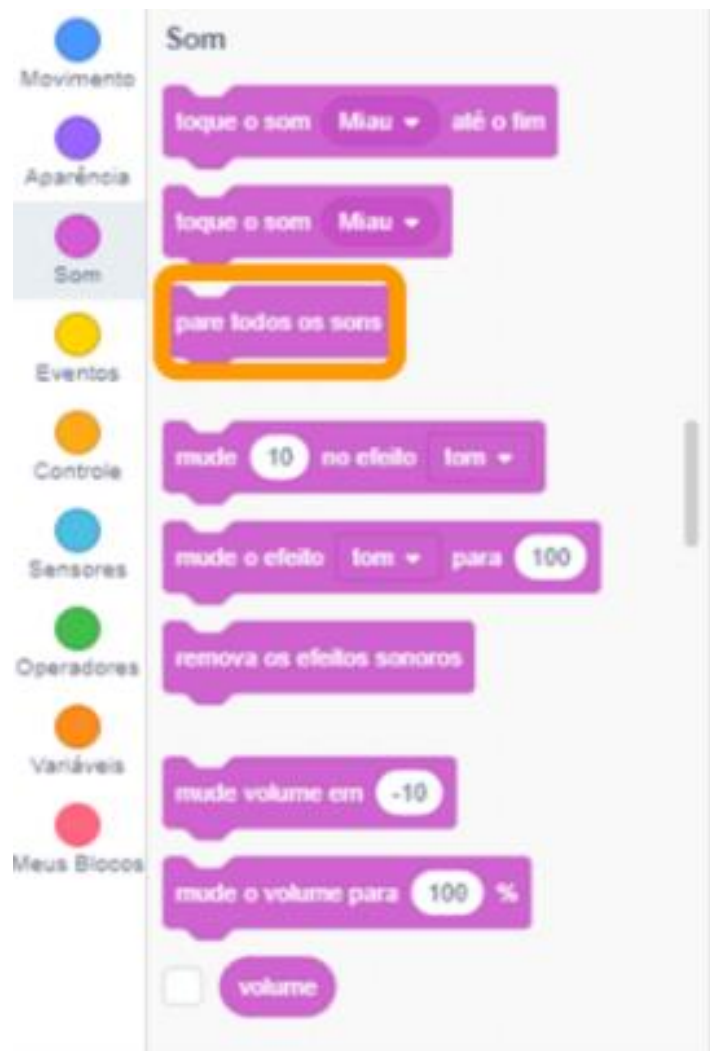 Som
Movimento
toque o som Miau até o fim
Aparência
toque o som Miau
Som
pare todos os sons
Eventos
mude 10 no efeito tom
Controle
mude o efeito tom para 100
Sensores
remova os efeitos sonoros
Operadores
Variáveis
mude volume em -10
Meus Blocos
mude o volume para 100 %
volume